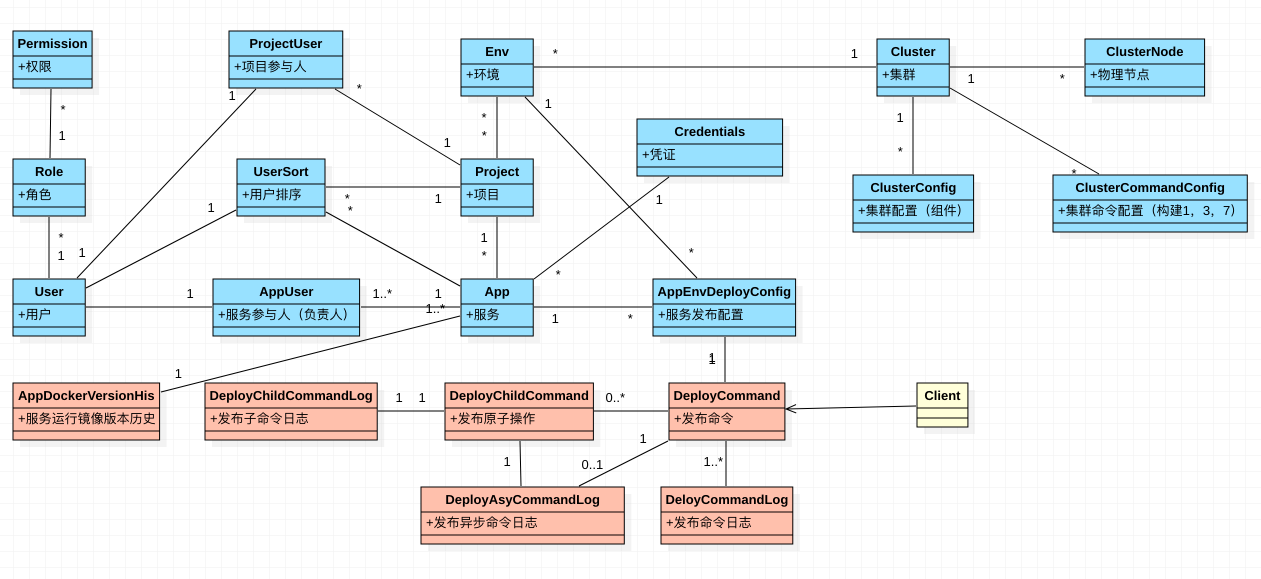 Permission
+权限
ProjectUser
+项目参与人
Env
+环境
*
1
Cluster
+集群
1
*
ClusterNode
+物理节点
*
1
1
*
1
*
*
1
1
*
*
Credentials
+凭证
Role
+角色
UserSort
+用户排序
*
1
*
Project
+项目
ClusterConfig
+集群配置（组件）
ClusterCommandConfig
+集群命令配置（构建1，3，7）
*
1
1
1
1
*
1
*
*
User
+用户
1
AppUser
+服务参与人（负责人）
1..*
1
1..*
App
+服务
1
*
AppEnvDeployConfig
+服务发布配置
1
1
AppDockerVersionHis
+服务运行镜像版本历史
DeployChildCommandLog
+发布子命令日志
1
1
DeployChildCommand
+发布原子操作
0..*
DeployCommand
+发布命令
Client
1
0..1
1
1..*
DeployAsyCommandLog
+发布异步命令日志
DeloyCommandLog
+发布命令日志